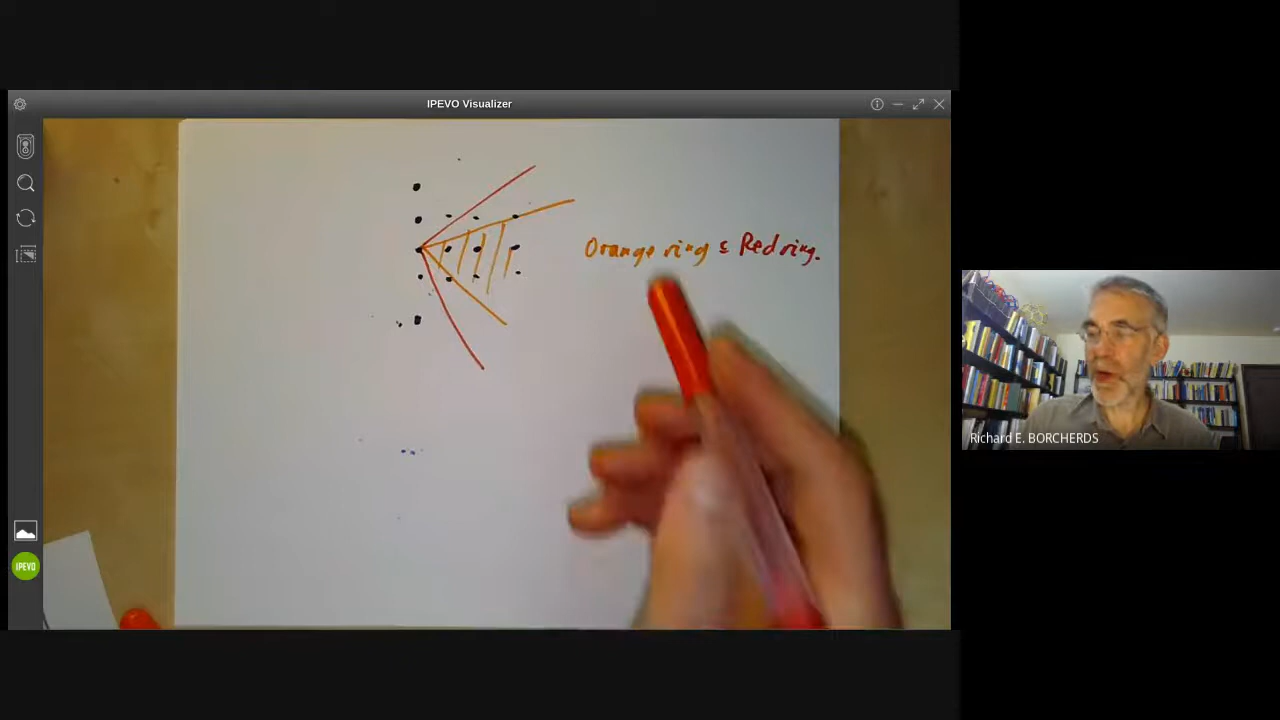 IPEVO Visualizer
Orange ring ⊆ Red ring.
Richard E. BORCHERDS
IPEVO